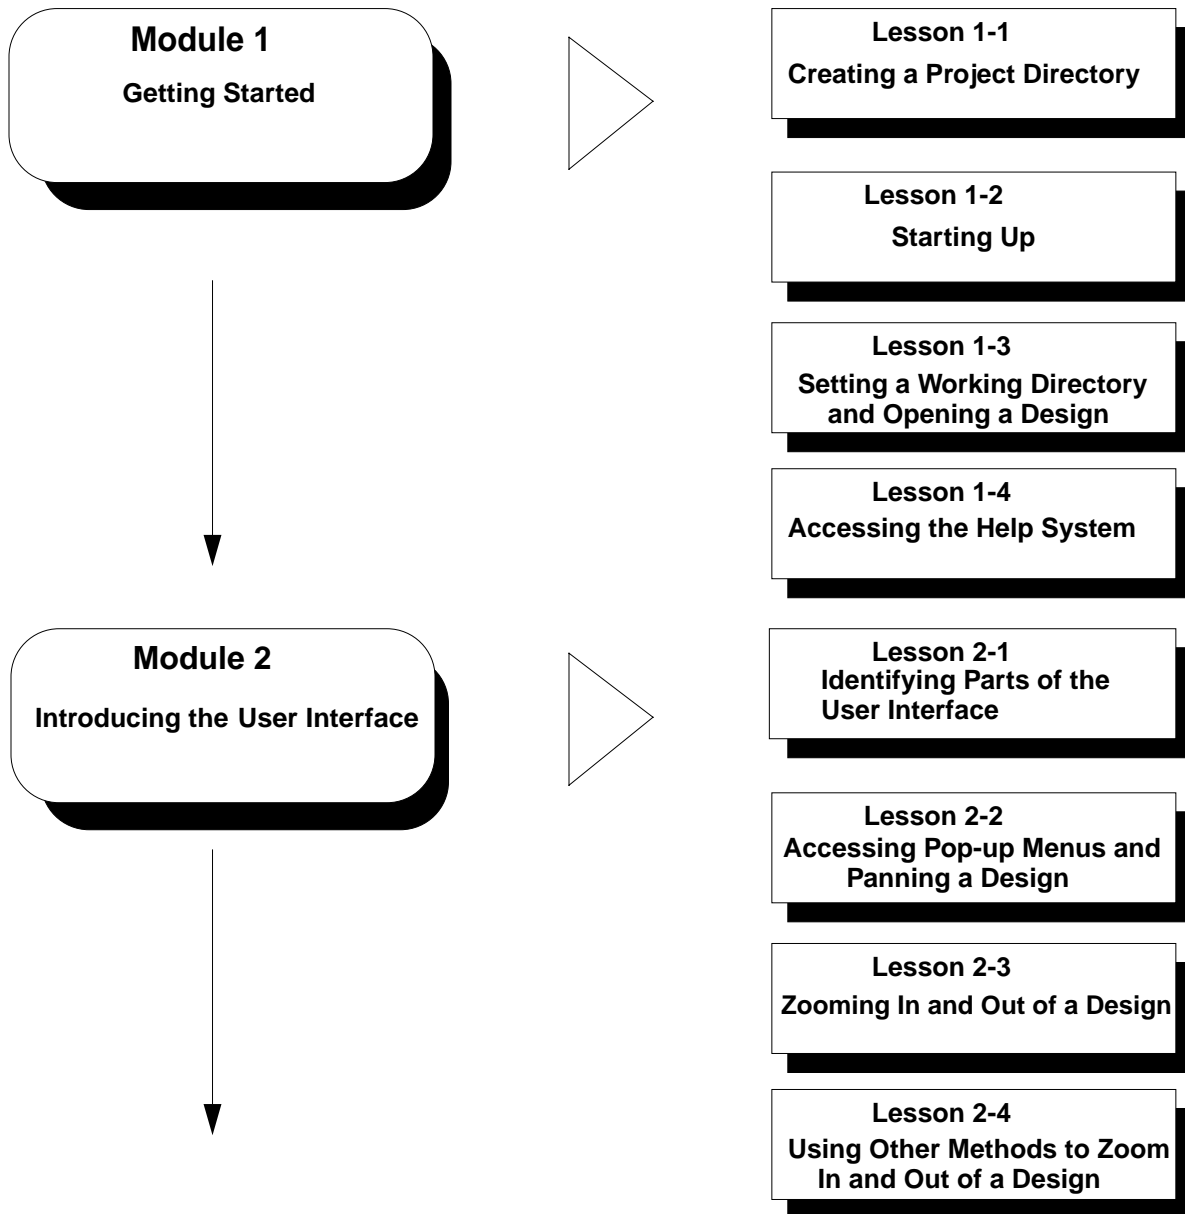 Module 1
Getting Started
Lesson 1-1
Creating a Project Directory
Lesson 1-2
Starting Up
Lesson 1-3
Setting a Working Directory
and Opening a Design
Lesson 1-4
Accessing the Help System
Module 2
Introducing the User Interface
Lesson 2-1
Identifying Parts of the
User Interface
Lesson 2-2
Accessing Pop-up Menus and
Panning a Design
Lesson 2-3
Zooming In and Out of a Design
Lesson 2-4
Using Other Methods to Zoom
In and Out of a Design